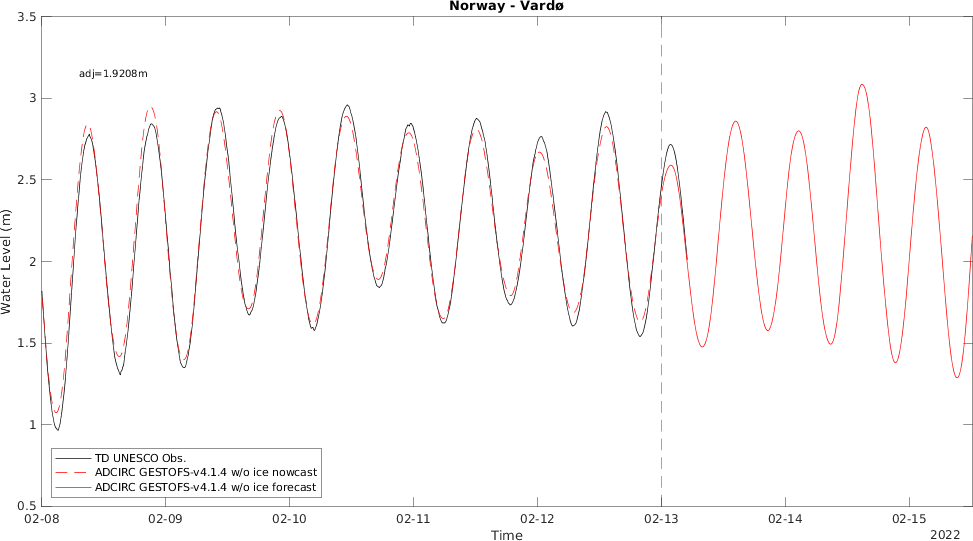 Norway - Vardø
3.5
adj=1.9208m
3
2.5
2
1.5
1
0.5
Water Level (m)
TD UNESCO Obs.
ADCIRC GESTOFS-v4.1.4 w/o ice nowcast
ADCIRC GESTOFS-v4.1.4 w/o ice forecast
02-08 02-09 02-10 02-11 02-12 02-13 02-14 02-15
Time
2022